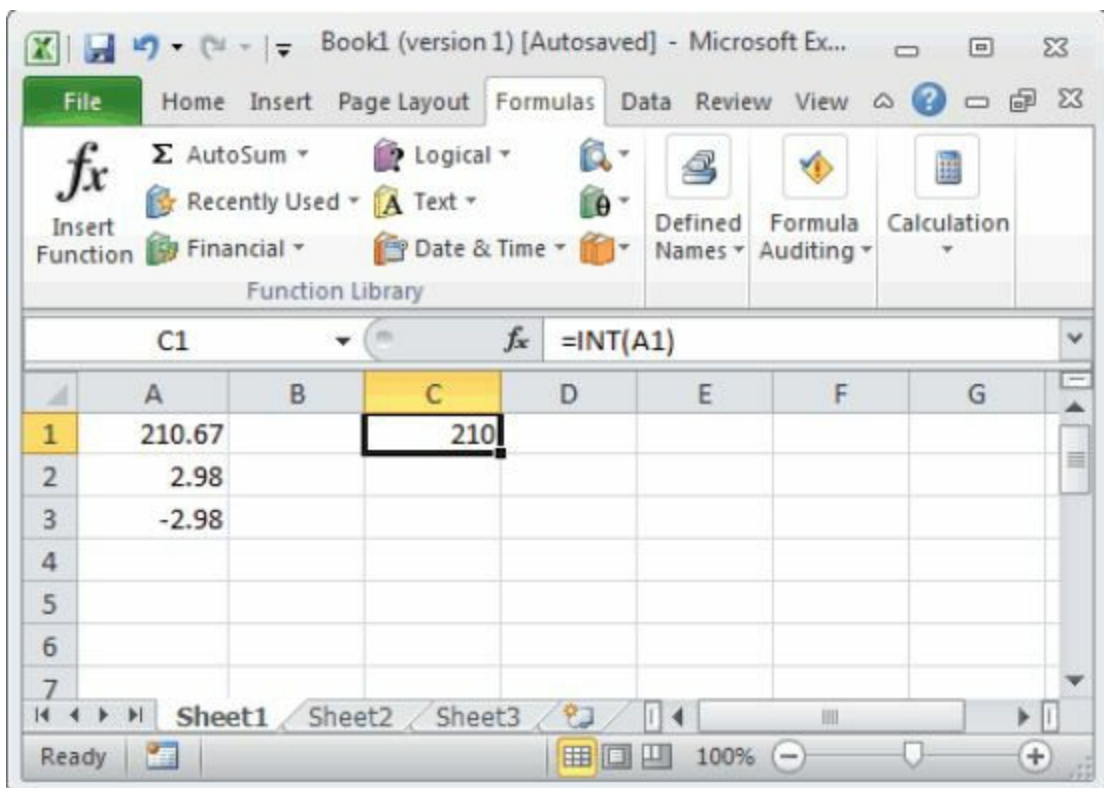 Book1 (version 1) [Autosaved] - Microsoft Ex...
File Home Insert Page Layout Formulas Data Review View
fx Insert Function
Σ AutoSum
Recently Used
Financial
Logical
A Text
Date & Time
θ
Defined Names
Formula Auditing
Calculation
Function Library
C1 fx =INT(A1)
A B C D E F G
1 210.67 210
2 2.98
3 -2.98
4
5
6
7
Sheet1 Sheet2 Sheet3
Ready 100%